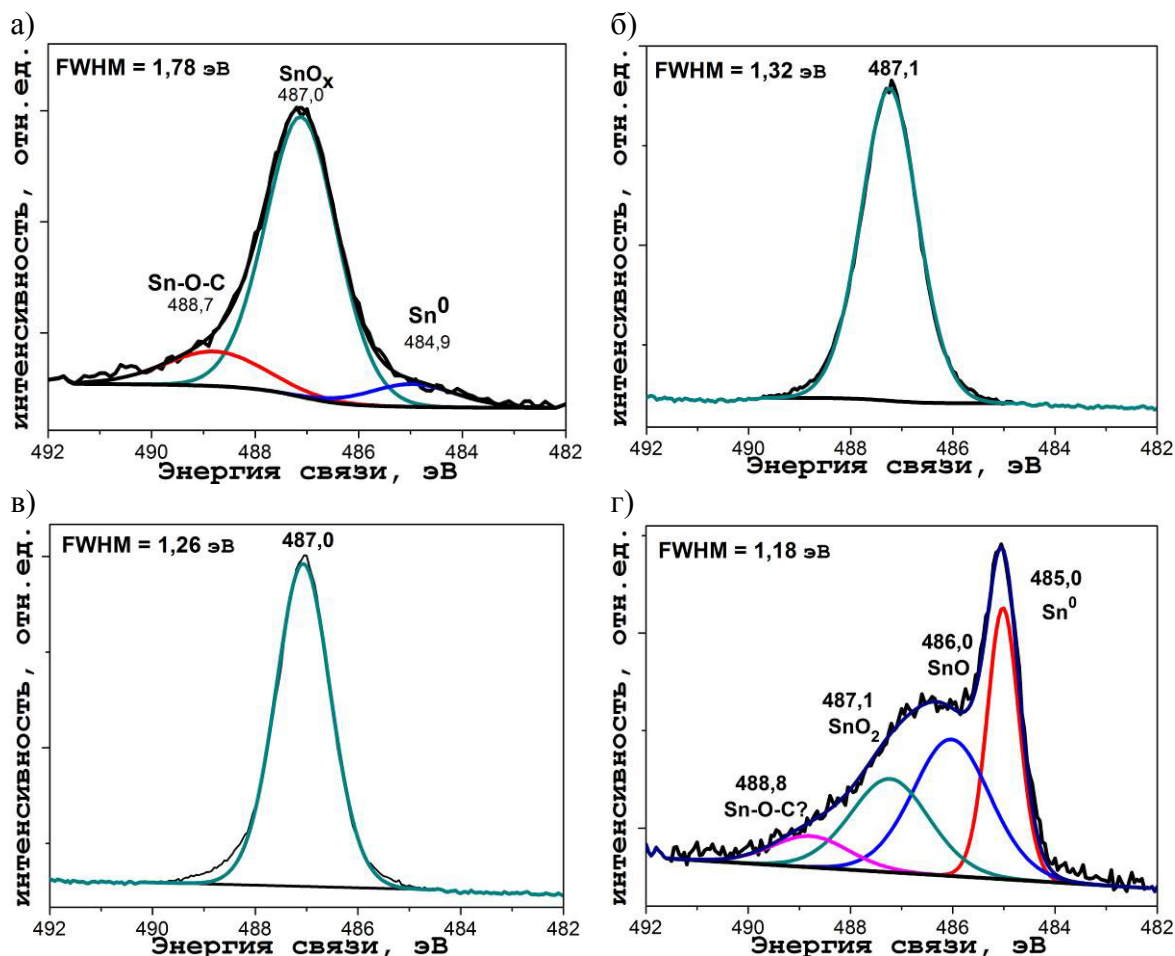 а)
FWHM = 1,78 эВ
SnOx
487,0
Sn-O-C
488,7
Sn0
484,9
интенсивность, отн.ед.
492 490 488 486 484 482
Энергия связи, эВ
б)
FWHM = 1,32 эВ
487,1
интенсивность, отн.ед.
492 490 488 486 484 482
Энергия связи, эВ
в)
FWHM = 1,26 эВ
487,0
интенсивность, отн.ед.
492 490 488 486 484 482
Энергия связи, эВ
г)
FWHM = 1,18 эВ
485,0
Sn0
486,0
SnO
487,1
SnO2
488,8
Sn-O-C?
интенсивность, отн.ед.
492 490 488 486 484 482
Энергия связи, эВ